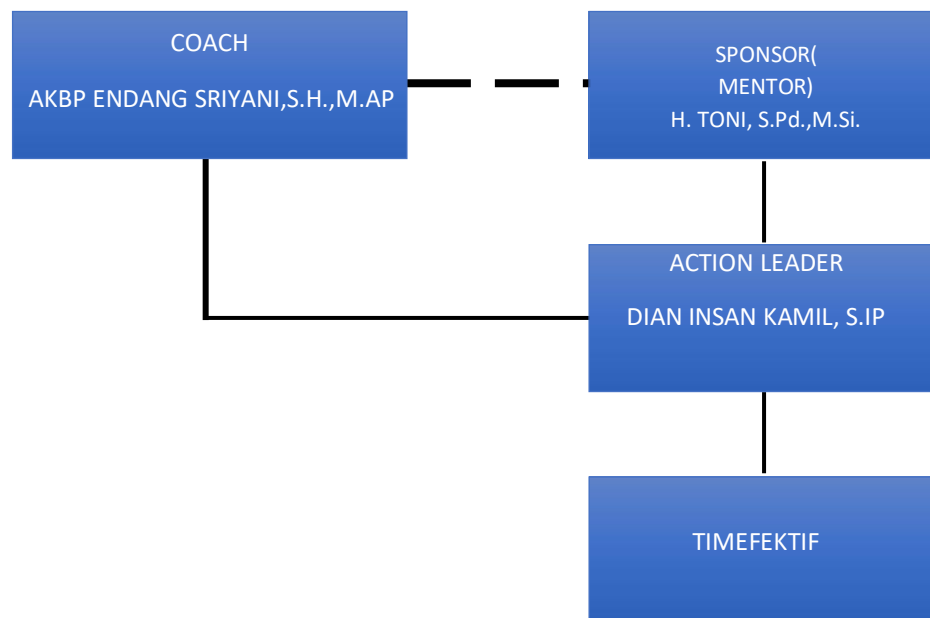 COACH
AKBP ENDANG SRIYANI,S.H.,M.AP
SPONSOR(
MENTOR)
H. TONI, S.Pd.,M.Si.
ACTION LEADER
DIAN INSAN KAMIL, S.IP
TIMEFEKTIF